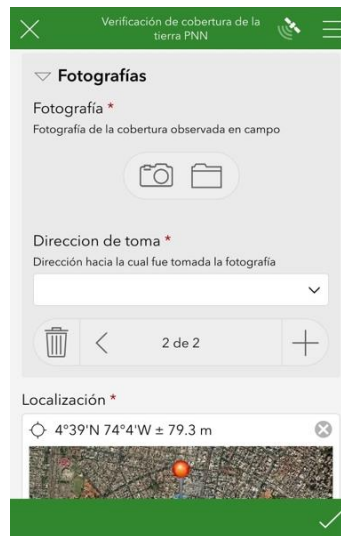 Verificación de cobertura de la
tierra PNN
Fotografías
Fotografía *
Fotografía de la cobertura observada en campo
Direccion de toma *
Dirección hacia la cual fue tomada la fotografía
2 de 2
Localización *
4°39'N 74°4'W ± 79.3 m